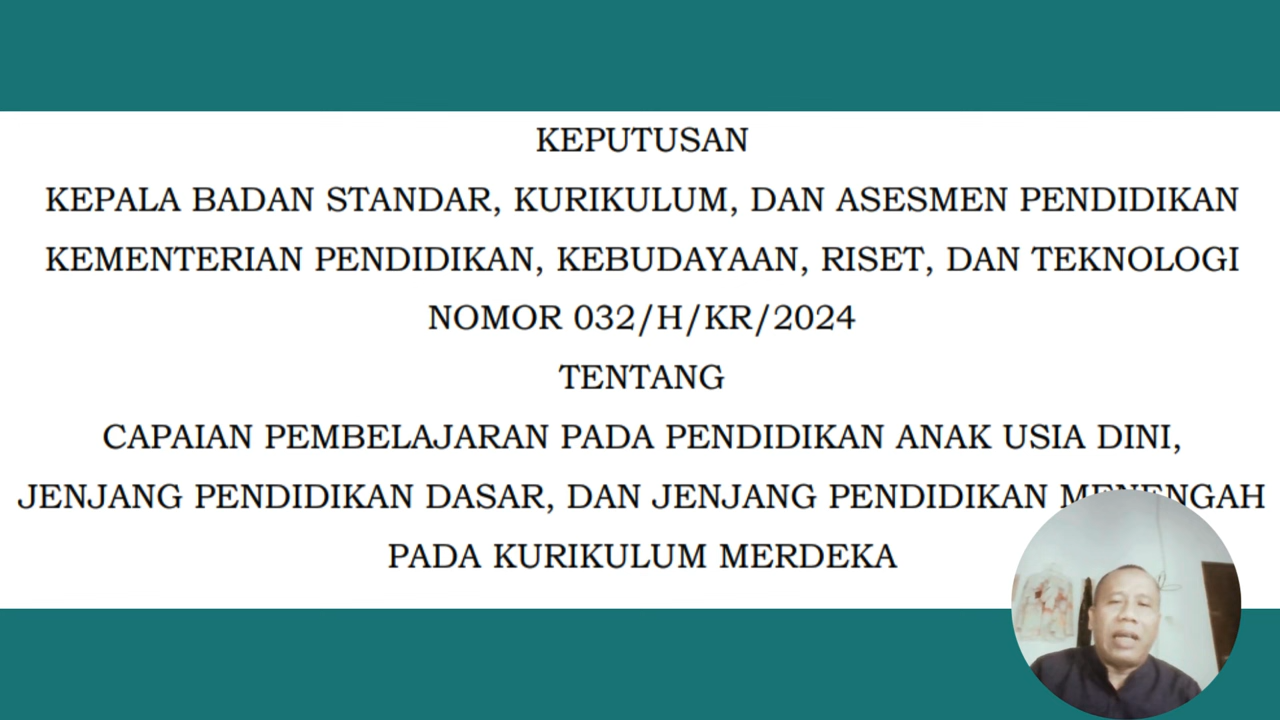 KEPUTUSAN
KEPALA BADAN STANDAR, KURIKULUM, DAN ASESMEN PENDIDIKAN
KEMENTERIAN PENDIDIKAN, KEBUDAYAAN, RISET, DAN TEKNOLOGI
NOMOR 032/H/KR/2024
TENTANG
CAPAIAN PEMBELAJARAN PADA PENDIDIKAN ANAK USIA DINI,
JENJANG PENDIDIKAN DASAR, DAN JENJANG PENDIDIKAN MENENGAH
PADA KURIKULUM MERDEKA